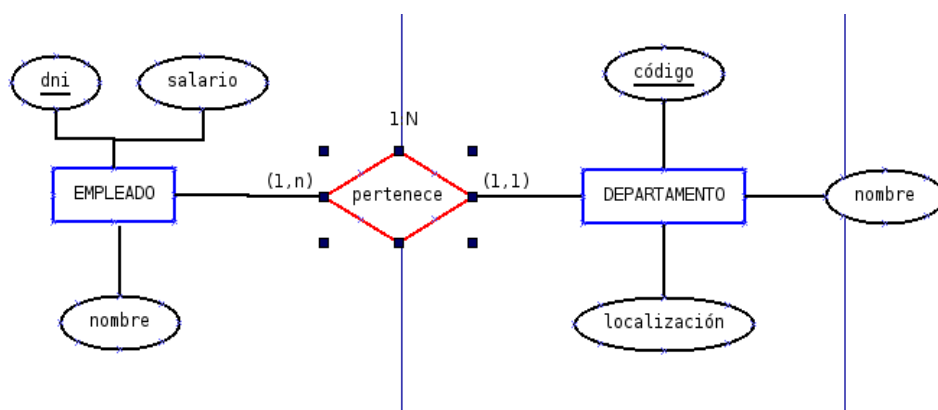 dni
salario
código
1:N
EMPLEADO
(1,n)
pertenece
(1,1)
DEPARTAMENTO
nombre
nombre
localización